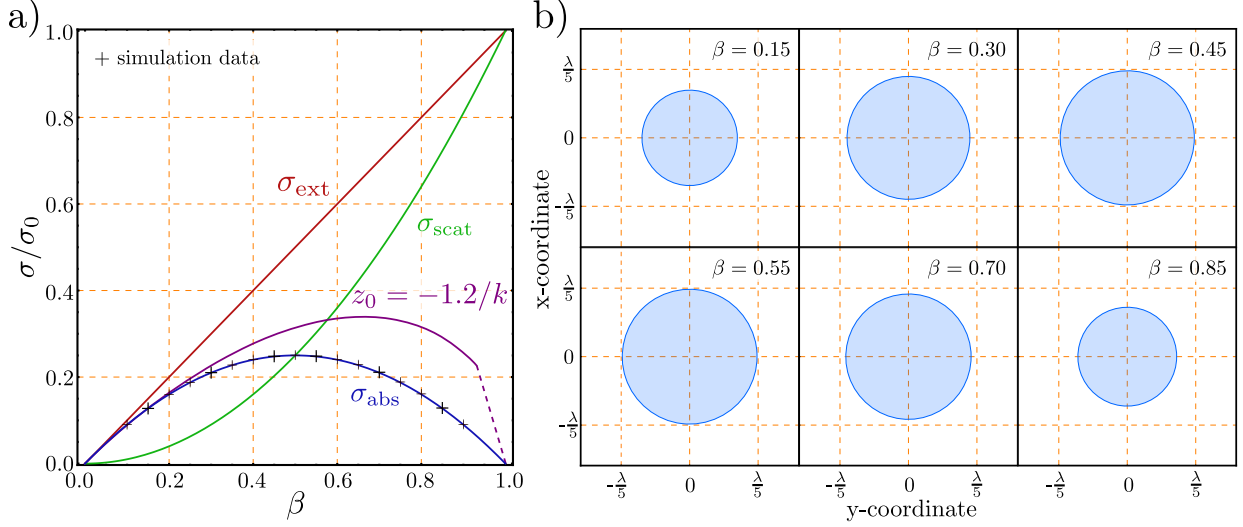 a)
1.0
0.8
0.6
0.4
0.2
0.0
σ/σ₀
+ simulation data
σ_ext
σ_scat
z₀ = −1.2/k
σ_abs
0.0 0.2 0.4 0.6 0.8 1.0
β
b)
x-coordinate
λ/5
0
-λ/5
λ/5
0
-λ/5
β = 0.15
β = 0.30
β = 0.45
β = 0.55
β = 0.70
β = 0.85
-λ/5 0 λ/5 -λ/5 0 λ/5 -λ/5 0 λ/5
y-coordinate